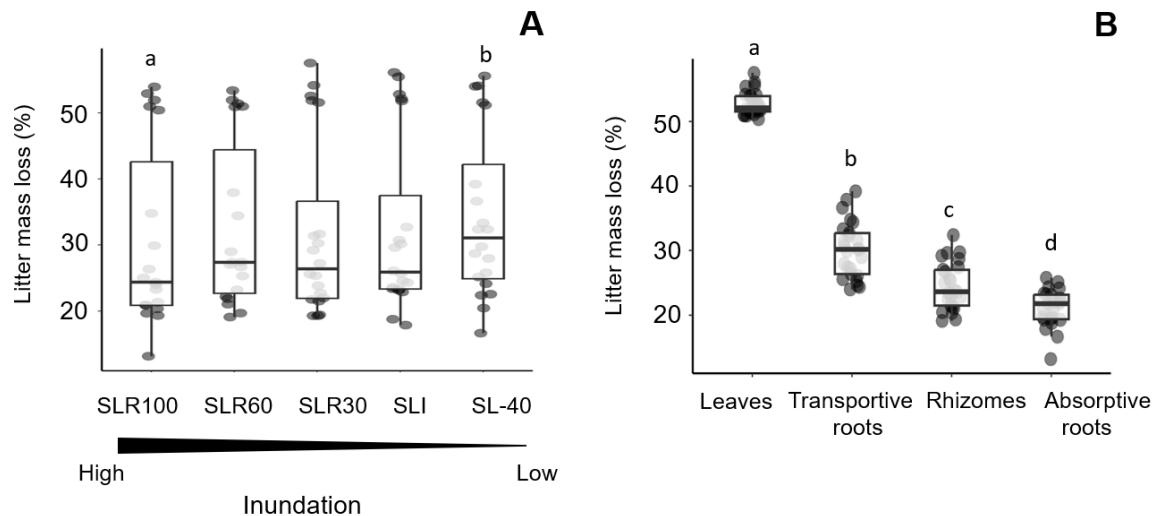 A
Litter mass loss (%)
50
40
30
20
a
b
SLR100 SLR60 SLR30 SLI SL-40
High
Low
Inundation
B
Litter mass loss (%)
50
40
30
20
a
b
c
d
Leaves Transportive Rhizomes Absorptive
roots roots